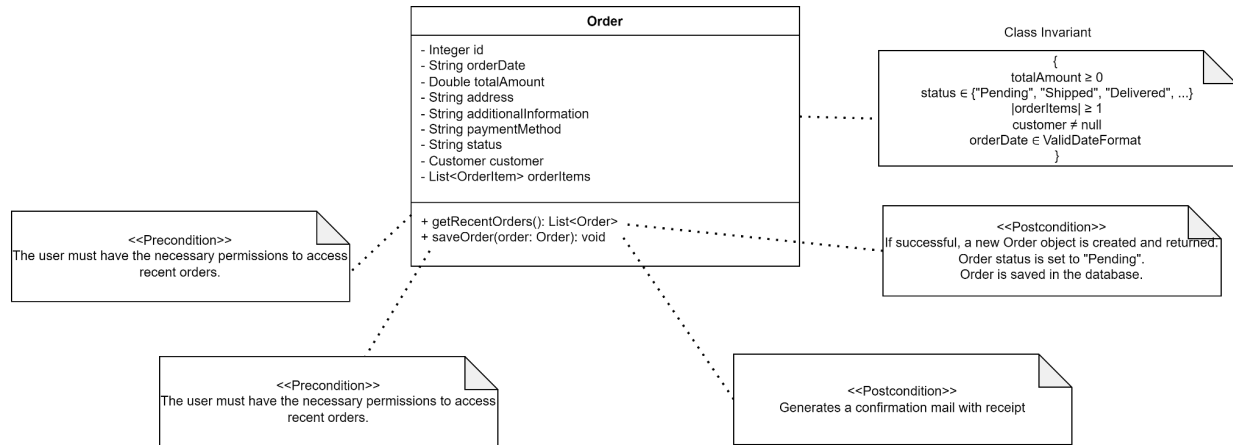 Order
- Integer id
- String orderDate
- Double totalAmount
- String address
- String additionalInformation
- String paymentMethod
- String status
- Customer customer
- List<OrderItem> orderItems
+ getRecentOrders(): List<Order>
+ saveOrder(order: Order): void
Class Invariant
{
totalAmount ≥ 0
status ∈ {"Pending", "Shipped", "Delivered", ...}
|orderItems| ≥ 1
customer ≠ null
orderDate ∈ ValidDateFormat
}
<<Precondition>>
The user must have the necessary permissions to access
recent orders.
<<Postcondition>>
If successful, a new Order object is created and returned.
Order status is set to "Pending".
Order is saved in the database.
<<Precondition>>
The user must have the necessary permissions to access
recent orders.
<<Postcondition>>
Generates a confirmation mail with receipt